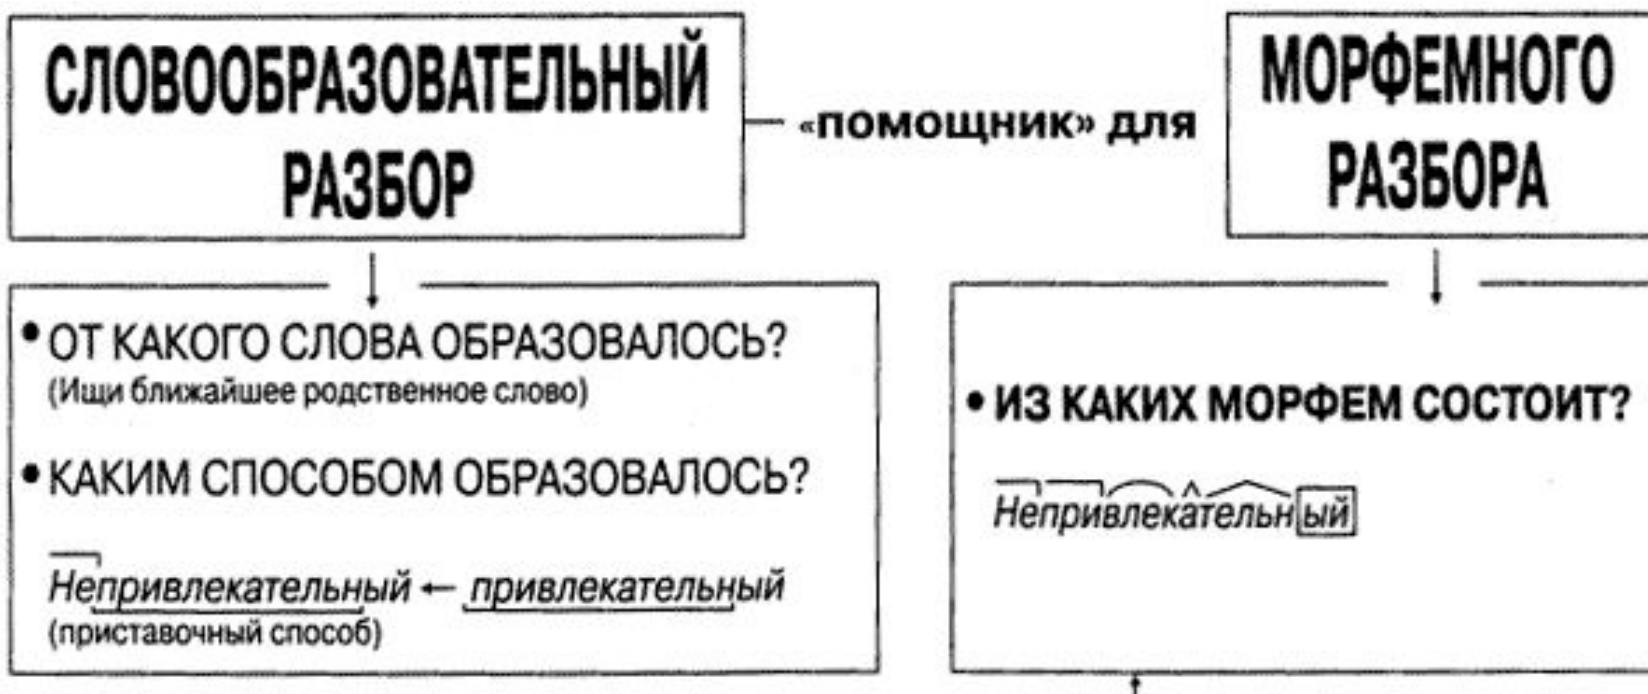 СЛОВООБРАЗОВАТЕЛЬНЫЙ
РАЗБОР
«ПОМОЩНИК» ДЛЯ
МОРФЕМНОГО
РАЗБОРА
• ОТ КАКОГО СЛОВА ОБРАЗОВАЛОСЬ?
(Ищи ближайшее родственное слово)
• КАКИМ СПОСОБОМ ОБРАЗОВАЛОСЬ?
Непривлекательный ← привлекательный
(приставочный способ)
• ИЗ КАКИХ МОРФЕМ СОСТОИТ?
Непривлекательный